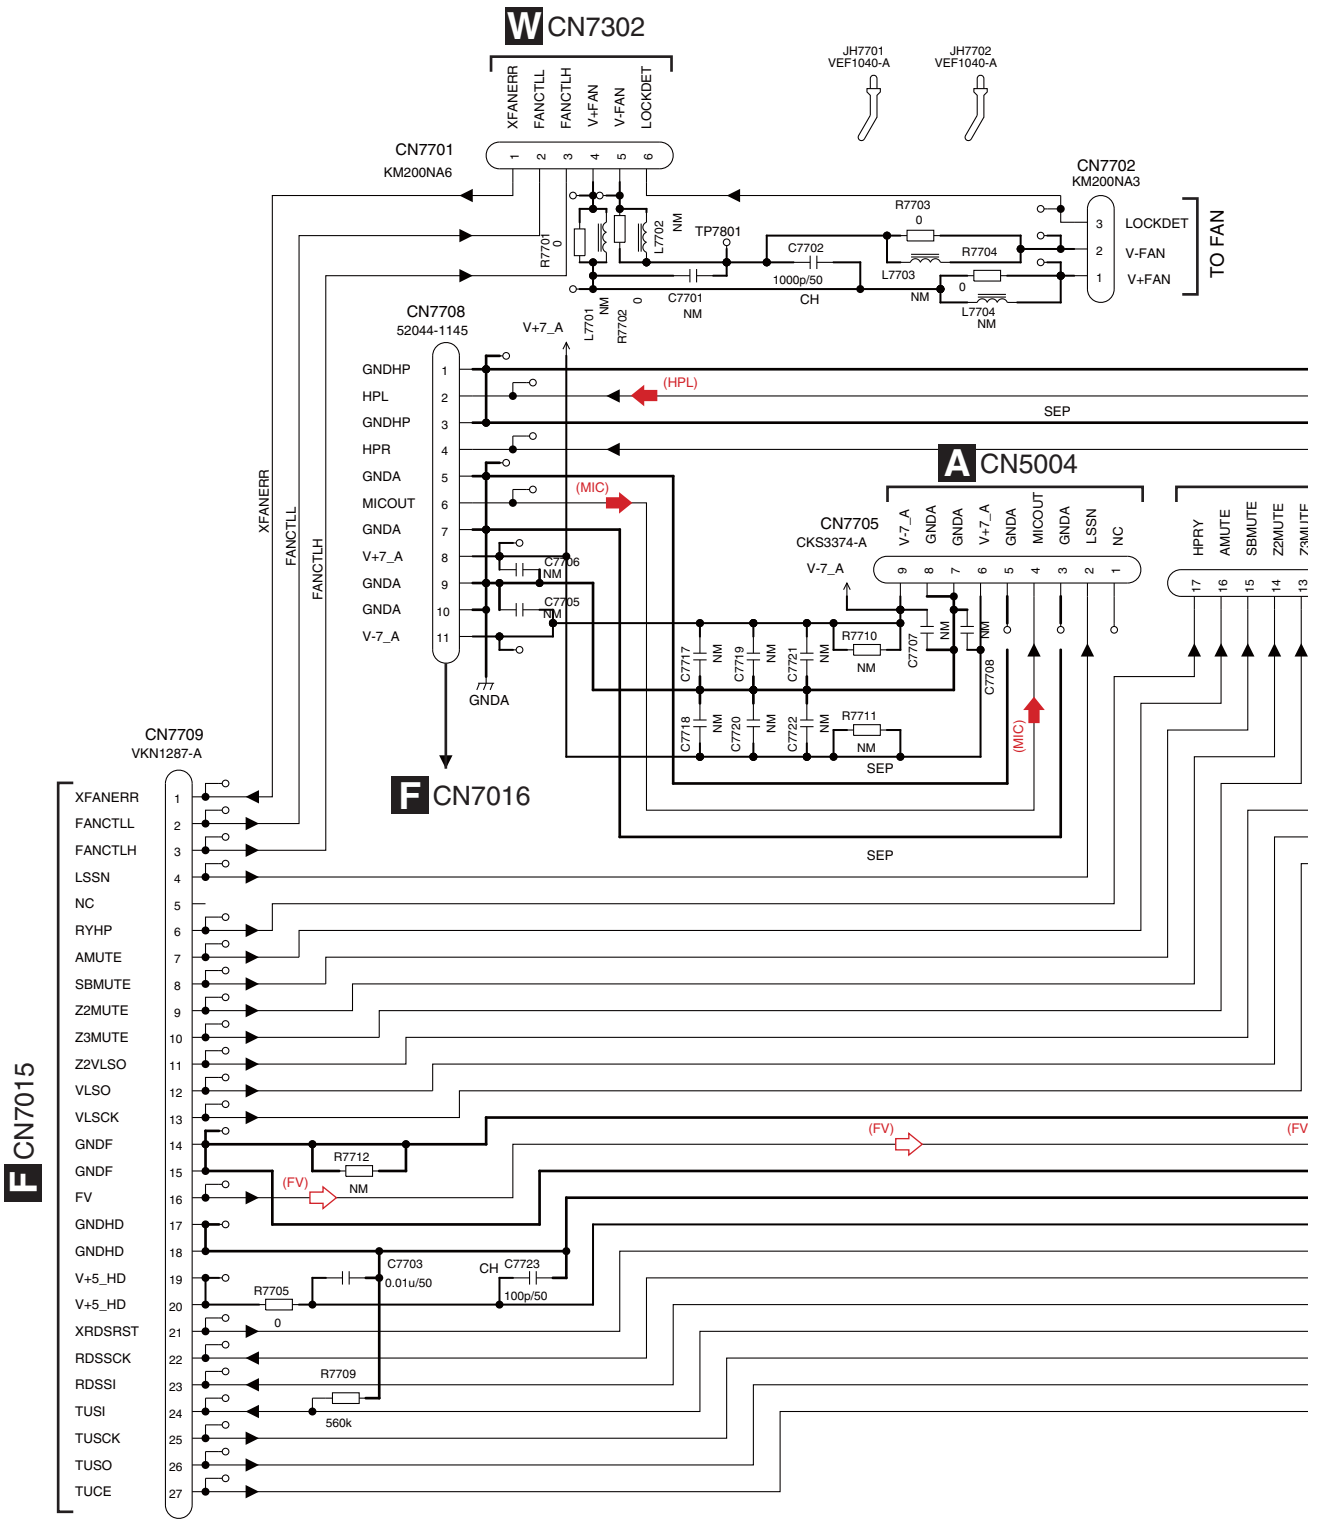 W CN7302
XFANERR
FANCTLL
FANCTLH
V+FAN
V-FAN
LOCKDET
CN7701
KM200NA6
1 2 3 4 5 6
JH7701
VEF1040-A
JH7702
VEF1040-A
CN7702
KM200NA3
3 LOCKDET
2 V-FAN
1 V+FAN
TO FAN
R7701
0
L7702
NM
TP7801
C7702
1000p/50
CH
R7703
0
L7703
NM
R7704
0
L7704
NM
C7701
NM
L7701
NM
R7702
0
CN7708
52044-1145
V+7_A
GNDHP 1
HPL 2
GNDHP 3
HPR 4
GNDA 5
MICOUT 6
GNDA 7
V+7_A 8
GNDA 9
GNDA 10
V-7_A 11
(HPL)
SEP
(MIC)
C7706
NM
C7705
NM
GNDA
F CN7016
XFANERR
FANCTLL
FANCTLH
A CN5004
V-7_A
GNDA
GNDA
V+7_A
GNDA
MICOUT
GNDA
LSSN
NC
CN7705
CKS3374-A
V-7_A
9 8 7 6 5 4 3 2 1
HPRY
AMUTE
SBMUTE
Z2MUTE
Z3MUTE
17 16 15 14 13
C7717
NM
C7719
NM
C7721
NM
R7710
NM
C7707
NM
C7708
NM
C7718
NM
C7720
NM
C7722
NM
R7711
NM
SEP
(MIC)
SEP
CN7709
VKN1287-A
F CN7015
XFANERR 1
FANCTLL 2
FANCTLH 3
LSSN 4
NC 5
RYHP 6
AMUTE 7
SBMUTE 8
Z2MUTE 9
Z3MUTE 10
Z2VLSO 11
VLSO 12
VLSCK 13
GNDF 14
GNDF 15
FV 16
GNDHD 17
GNDHD 18
V+5_HD 19
V+5_HD 20
XRDSRST 21
RDSSCK 22
RDSSI 23
TUSI 24
TUSCK 25
TUSO 26
TUCE 27
R7712
NM
(FV)
(FV)
(FV
C7703
0.01u/50
CH C7723
100p/50
R7705
0
R7709
560k